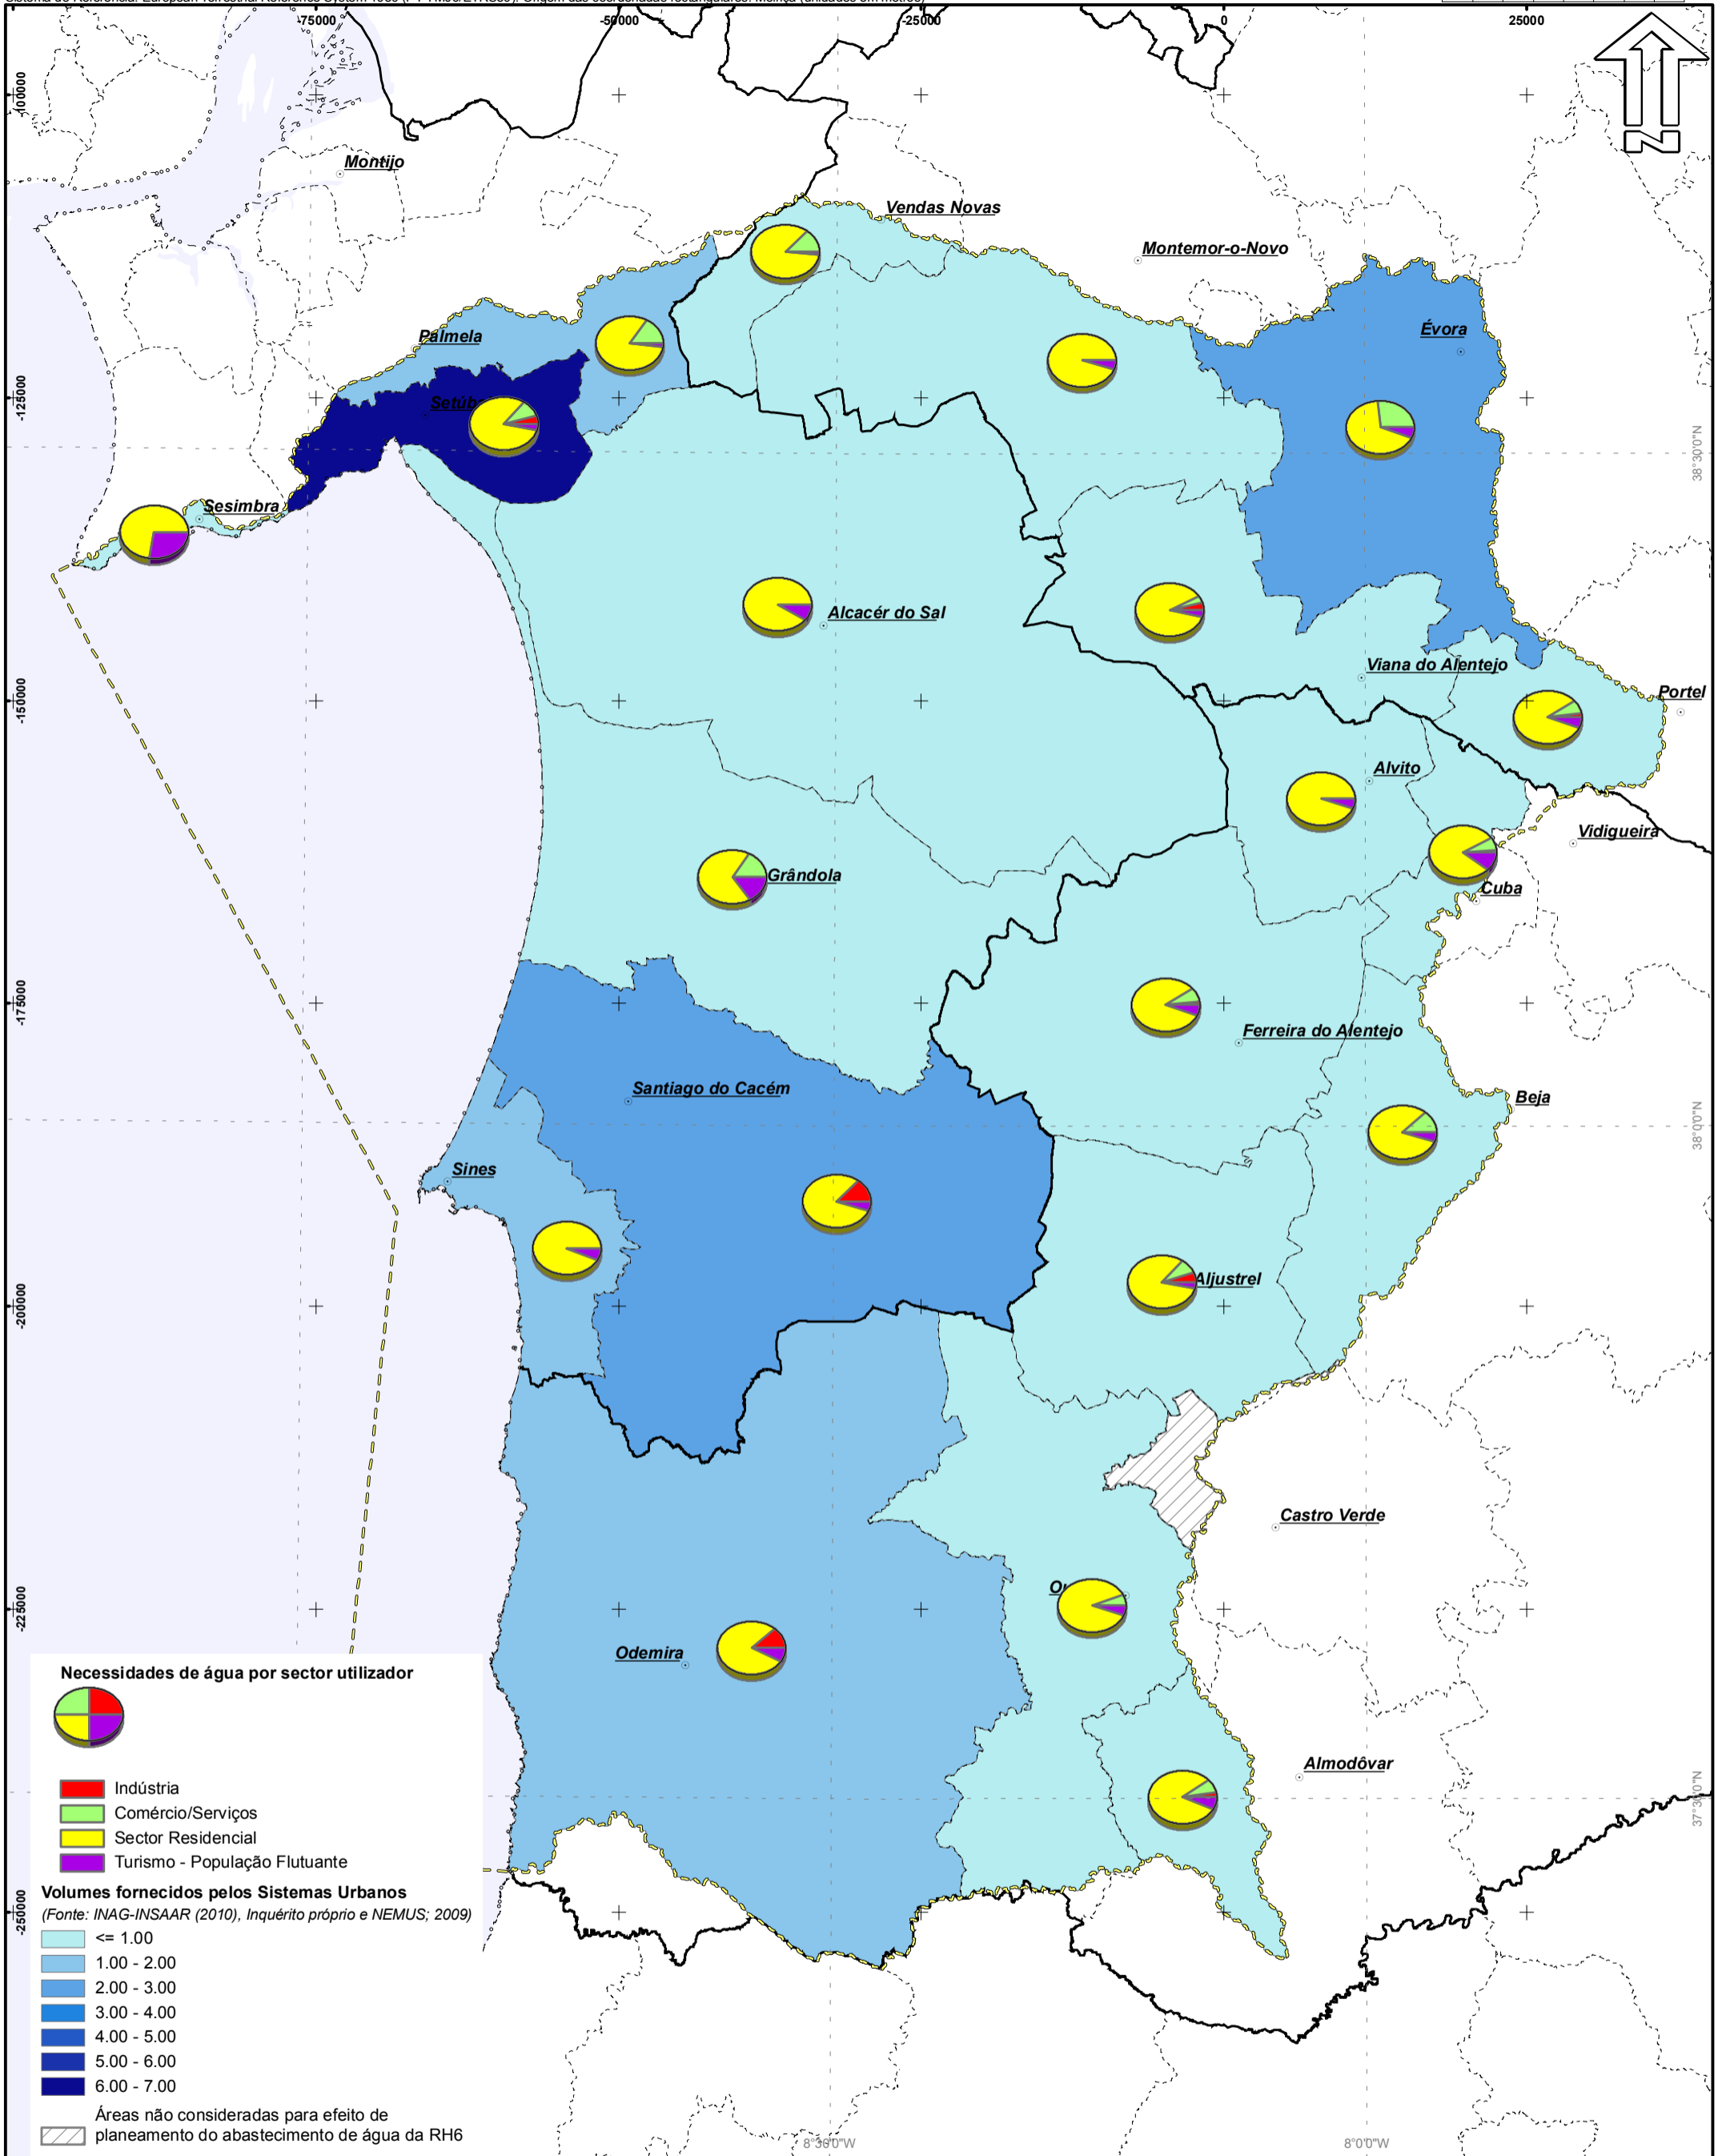 -75000
-50000
-25000
0
25000
-100000
Montijo
Vendas Novas
Montemor-o-Novo
Évora
Palmela
-125000
38°30'0"N
Sesimbra
Alcacér do Sal
Viana do Alentejo
Portel
-150000
Alvito
Vidigueira
Grândola
Cuba
-175000
Ferreira do Alentejo
Santiago do Cacém
Beja
38°0'0"N
Sines
Aljustrel
-200000
Castro Verde
-225000
Odemira
Almodôvar
37°30'0"N
-250000
Necessidades de água por sector utilizador
Indústria
Comércio/Serviços
Sector Residencial
Turismo - População Flutuante
Volumes fornecidos pelos Sistemas Urbanos
(Fonte: INAG-INSAAR (2010), Inquérito próprio e NEMUS; 2009)
<= 1.00
1.00 - 2.00
2.00 - 3.00
3.00 - 4.00
4.00 - 5.00
5.00 - 6.00
6.00 - 7.00
Áreas não consideradas para efeito de
planeamento do abastecimento de água da RH6
8°30'0"W
8°0'0"W
N